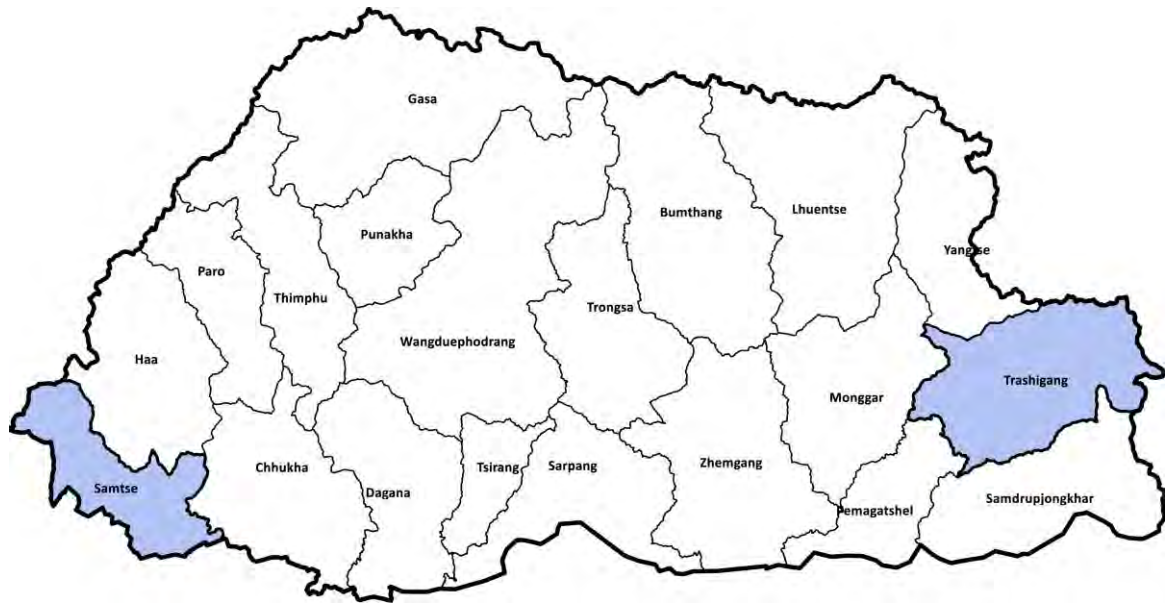 Gasa
Punakha
Bumthang
Lhuentse
Yangtse
Paro
Thimphu
Trongsa
Wangduephodrang
Haa
Trashigang
Monggar
Chhukha
Tsirang
Sarpang
Zhemgang
Samtse
Dagana
Pemagatshel
Samdrupjongkhar